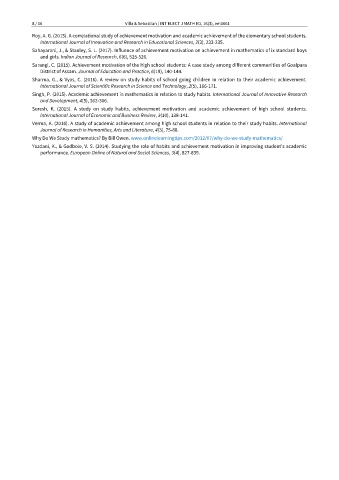 8 / 16
Villa & Sebastian / INT ELECT J MATH ED, 16(3), em0661
Roy, A. G. (2015). A correlational study of achievement motivation and academic achievement of the elementary school students.
International Journal of Innovation and Research in Educational Sciences, 2(3), 222-225.
Sahayarani, J., & Stanley, S. L. (2017). Influence of achievement motivation on achievement in mathematics of ix standard boys
and girls. Indian Journal of Research, 6(6), 525-526.
Sarangi, C. (2015). Achievement motivation of the high school students: A case study among different communities of Goalpara
District of Assam. Journal of Education and Practice, 6(19), 140-144.
Sharma, G., & Vyas, C. (2016). A review on study habits of school going children in relation to their academic achievement.
International Journal of Scientific Research in Science and Technology, 2(5), 166-171.
Singh, P. (2015). Academic achievement in mathematics in relation to study habits. International Journal of Innovative Research
and Development, 4(5), 302-306.
Suresh, K. (2015). A study on study habits, achievement motivation and academic achievement of high school students.
International Journal of Economic and Business Review, 3(10), 138-141.
Verma, A. (2016). A study of academic achievement among high school students in relation to their study habits. International
Journal of Research in Humanities, Arts and Literature, 4(5), 75-88.
Why Do We Study mathematics? By Bill Owen. www.onlinelearningtips.com/2012/07/why-do-we-study-mathematics/
Yazdani, K., & Godbole, V. S. (2014). Studying the role of habits and achievement motivation in improving student's academic
performance, European Online of Natural and Social Sciences, 3(4), 827-835.